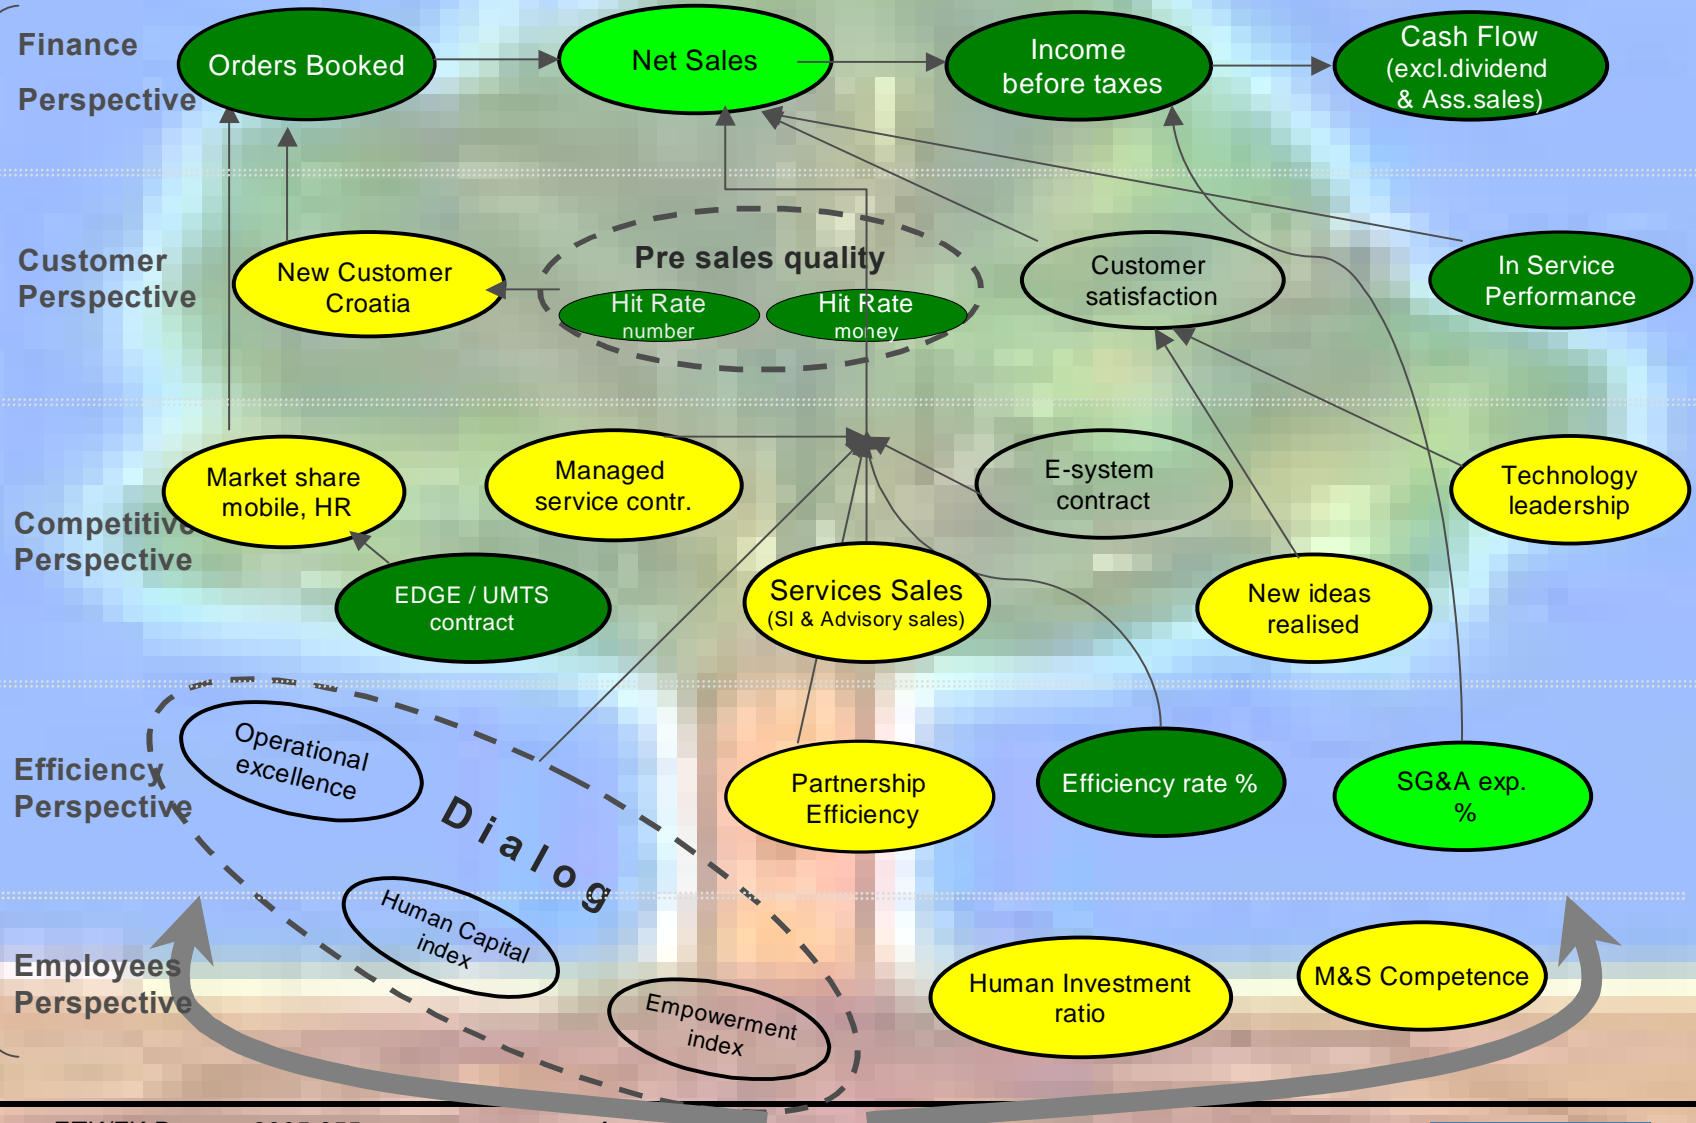 Finance
Perspective
Orders Booked
Net Sales
Income
before taxes
Cash Flow
(excl.dividend
& Ass.sales)
Customer
Perspective
New Customer
Croatia
Pre sales quality
Hit Rate
number
Hit Rate
money
Customer
satisfaction
In Service
Performance
Competitive
Perspective
Market share
mobile, HR
Managed
service contr.
E-system
contract
Technology
leadership
EDGE / UMTS
contract
Services Sales
(SI & Advisory sales)
New ideas
realised
Efficiency
Perspective
Operational
excellence
Dialog
Partnership
Efficiency
Efficiency rate %
SG&A exp.
%
Employees
Perspective
Human Capital
index
Empowerment
index
Human Investment
ratio
M&S Competence